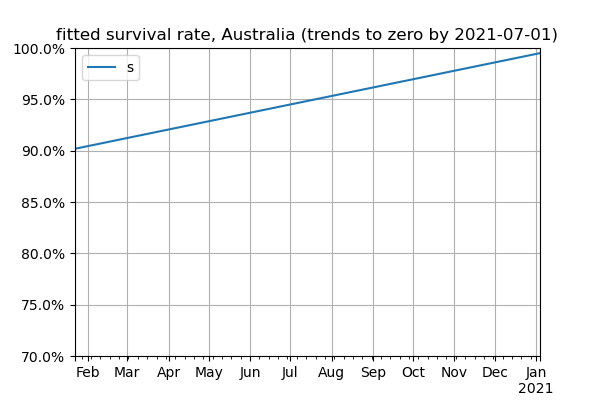 fitted survival rate, Australia (trends to zero by 2021-07-01)
100.0%
s
95.0%
90.0%
85.0%
80.0%
75.0%
70.0%
Feb Mar Apr May Jun Jul Aug Sep Oct Nov Dec Jan
2021